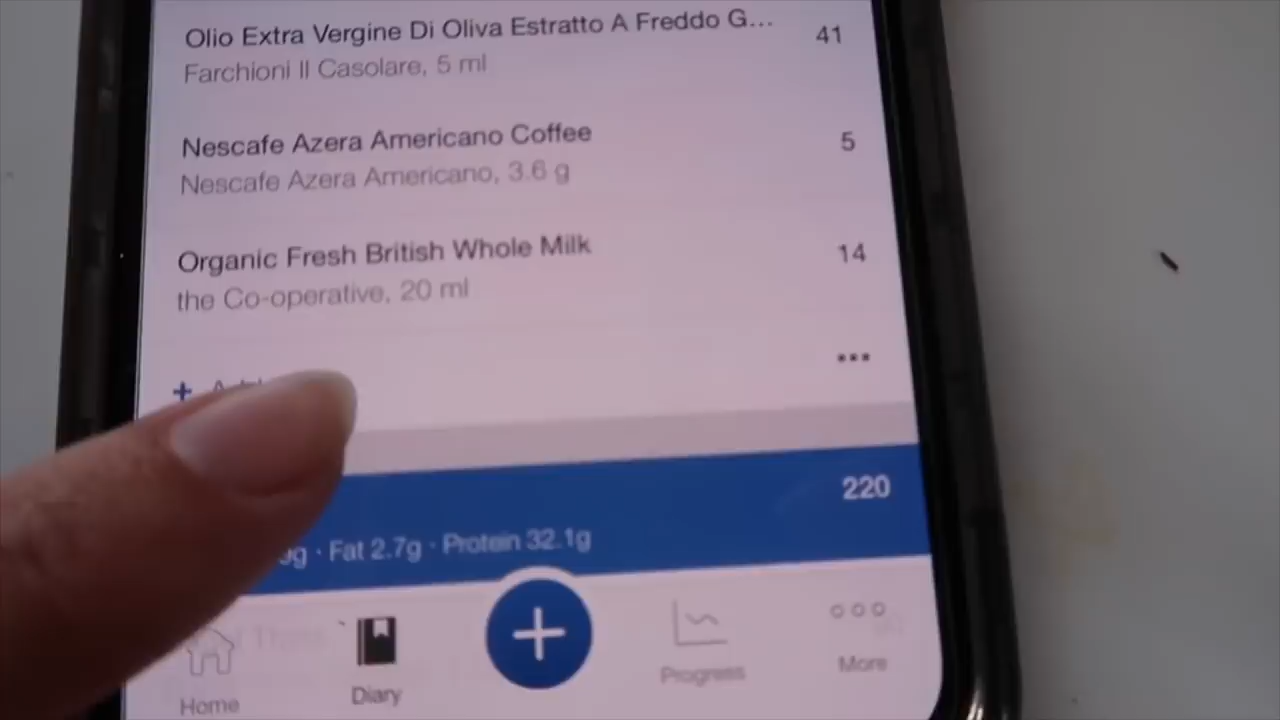 Olio Extra Vergine Di Oliva Estratto A Freddo G... 41
Farchioni Il Casolare, 5 ml
Nescafe Azera Americano Coffee 5
Nescafe Azera Americano, 3.6 g
Organic Fresh British Whole Milk 14
the Co-operative, 20 ml
+
...
220
g · Fat 2.7g · Protein 32.1g
Home
Diary
Progress
More